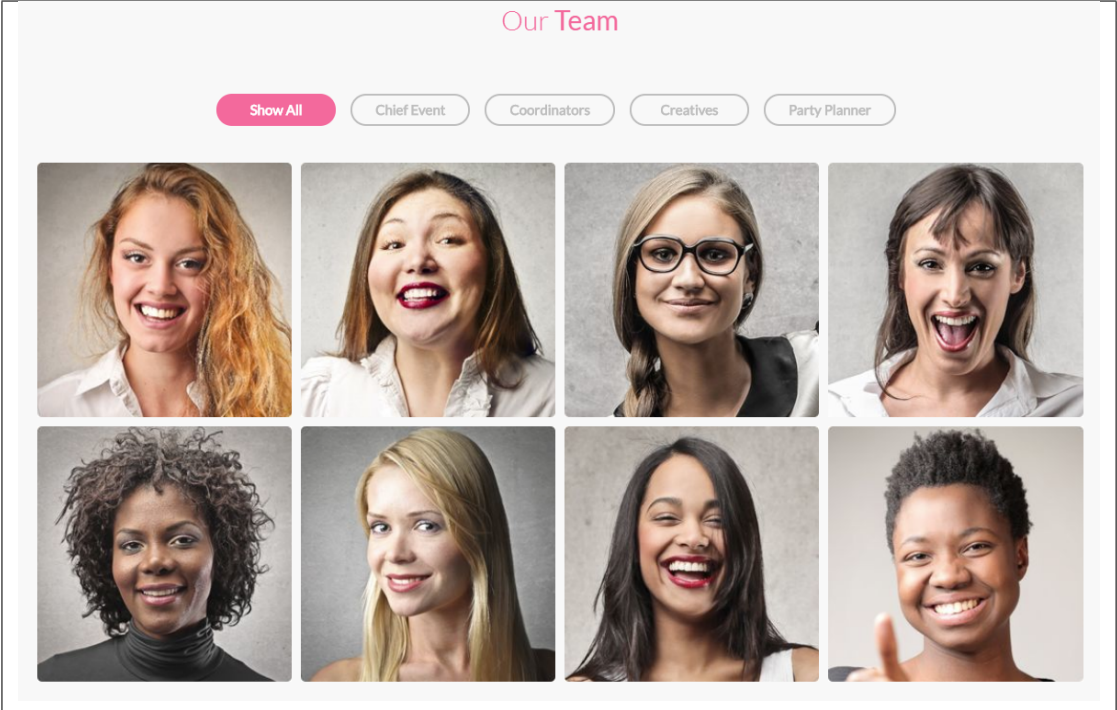 Our Team
Show All
Chief Event
Coordinators
Creatives
Party Planner